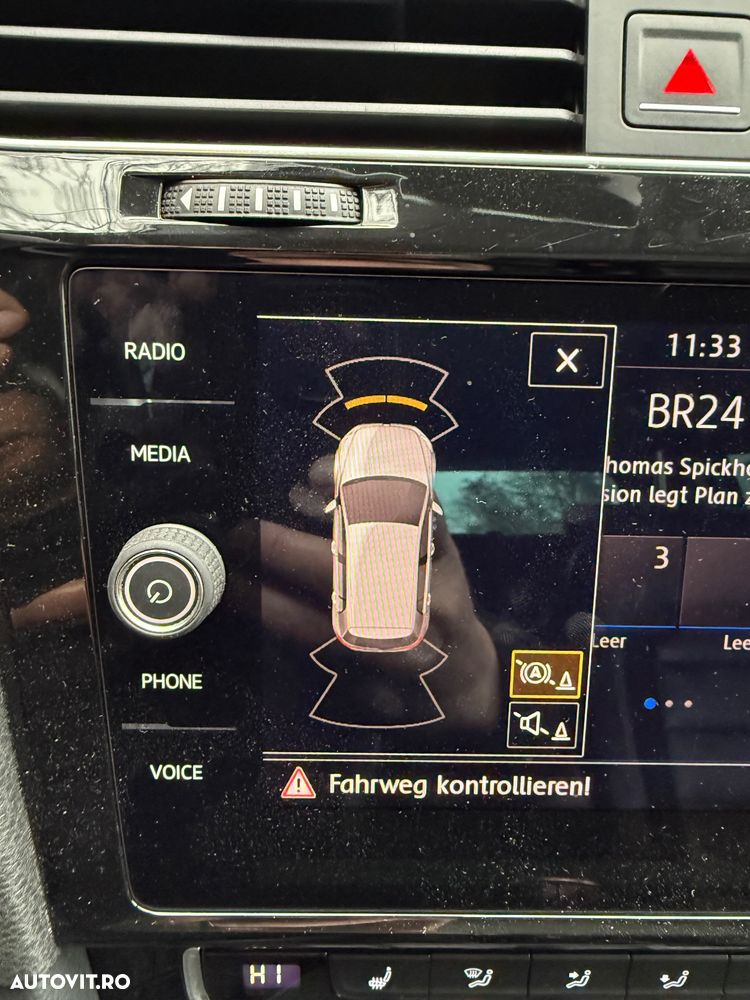 RADIO
11:33
MEDIA
BR24
homas Spickh
sion legt Plan z
3
Leer
Lee
PHONE
A
VOICE
Fahrweg kontrollieren!
HI
AUTOVIT.RO